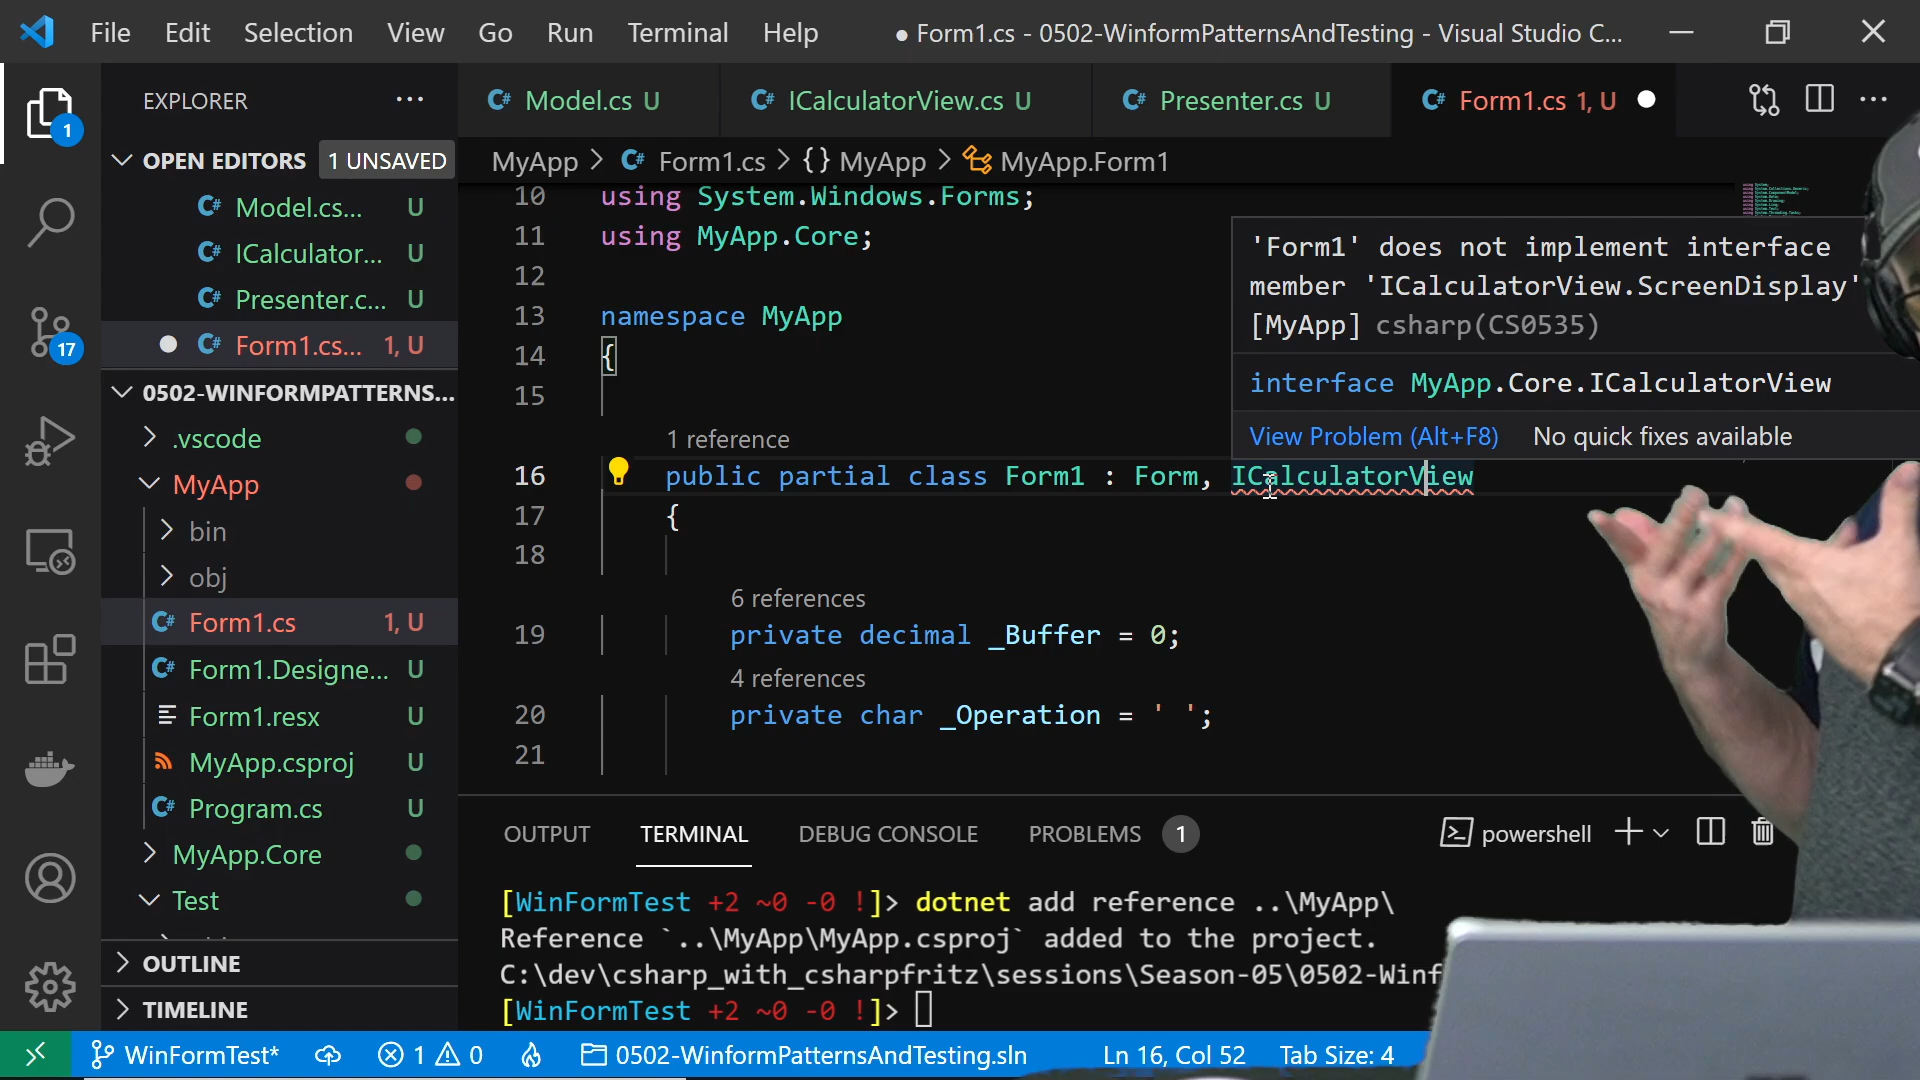 File Edit Selection View Go Run Terminal Help ● Form1.cs - 0502-WinformPatternsAndTesting - Visual Studio C...
EXPLORER
Model.cs U
ICalculatorView.cs U
Presenter.cs U
Form1.cs 1, U
1
OPEN EDITORS 1 UNSAVED
MyApp > Form1.cs > {} MyApp > MyApp.Form1
Model.cs... U
ICalculator... U
Presenter.c... U
Form1.cs... 1, U
17
0502-WINFORMPATTERNS...
.vscode
MyApp
bin
obj
Form1.cs 1, U
Form1.Designe... U
Form1.resx U
MyApp.csproj U
Program.cs U
MyApp.Core
Test
OUTLINE
TIMELINE
10 using System.Windows.Forms;
11 using MyApp.Core;
12
13 namespace MyApp
14 {
15
1 reference
16 public partial class Form1 : Form, ICalculatorView
17 {
18
6 references
19 private decimal _Buffer = 0;
4 references
20 private char _Operation = ' ';
21
'Form1' does not implement interface
member 'ICalculatorView.ScreenDisplay'
[MyApp] csharp(CS0535)
interface MyApp.Core.ICalculatorView
View Problem (Alt+F8) No quick fixes available
OUTPUT TERMINAL DEBUG CONSOLE PROBLEMS 1 powershell
[WinFormTest +2 ~0 -0 !]> dotnet add reference ..\MyApp\
Reference `..\MyApp\MyApp.csproj` added to the project.
C:\dev\csharp_with_csharpfritz\sessions\Season-05\0502-Winf
[WinFormTest +2 ~0 -0 !]>
WinFormTest* 1 0 0502-WinformPatternsAndTesting.sln Ln 16, Col 52 Tab Size: 4